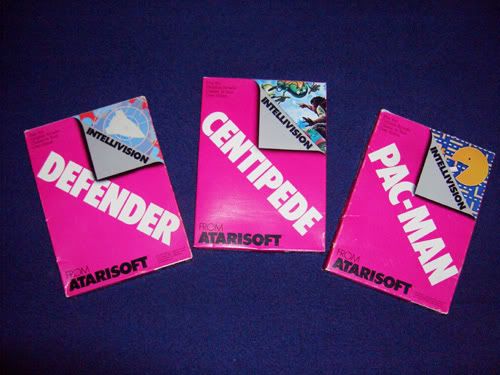 INTELLIVISION
DEFENDER
FROM
ATARISOFT
INTELLIVISION
CENTIPEDE
FROM
ATARISOFT
INTELLIVISION
PAC-MAN
FROM
ATARISOFT